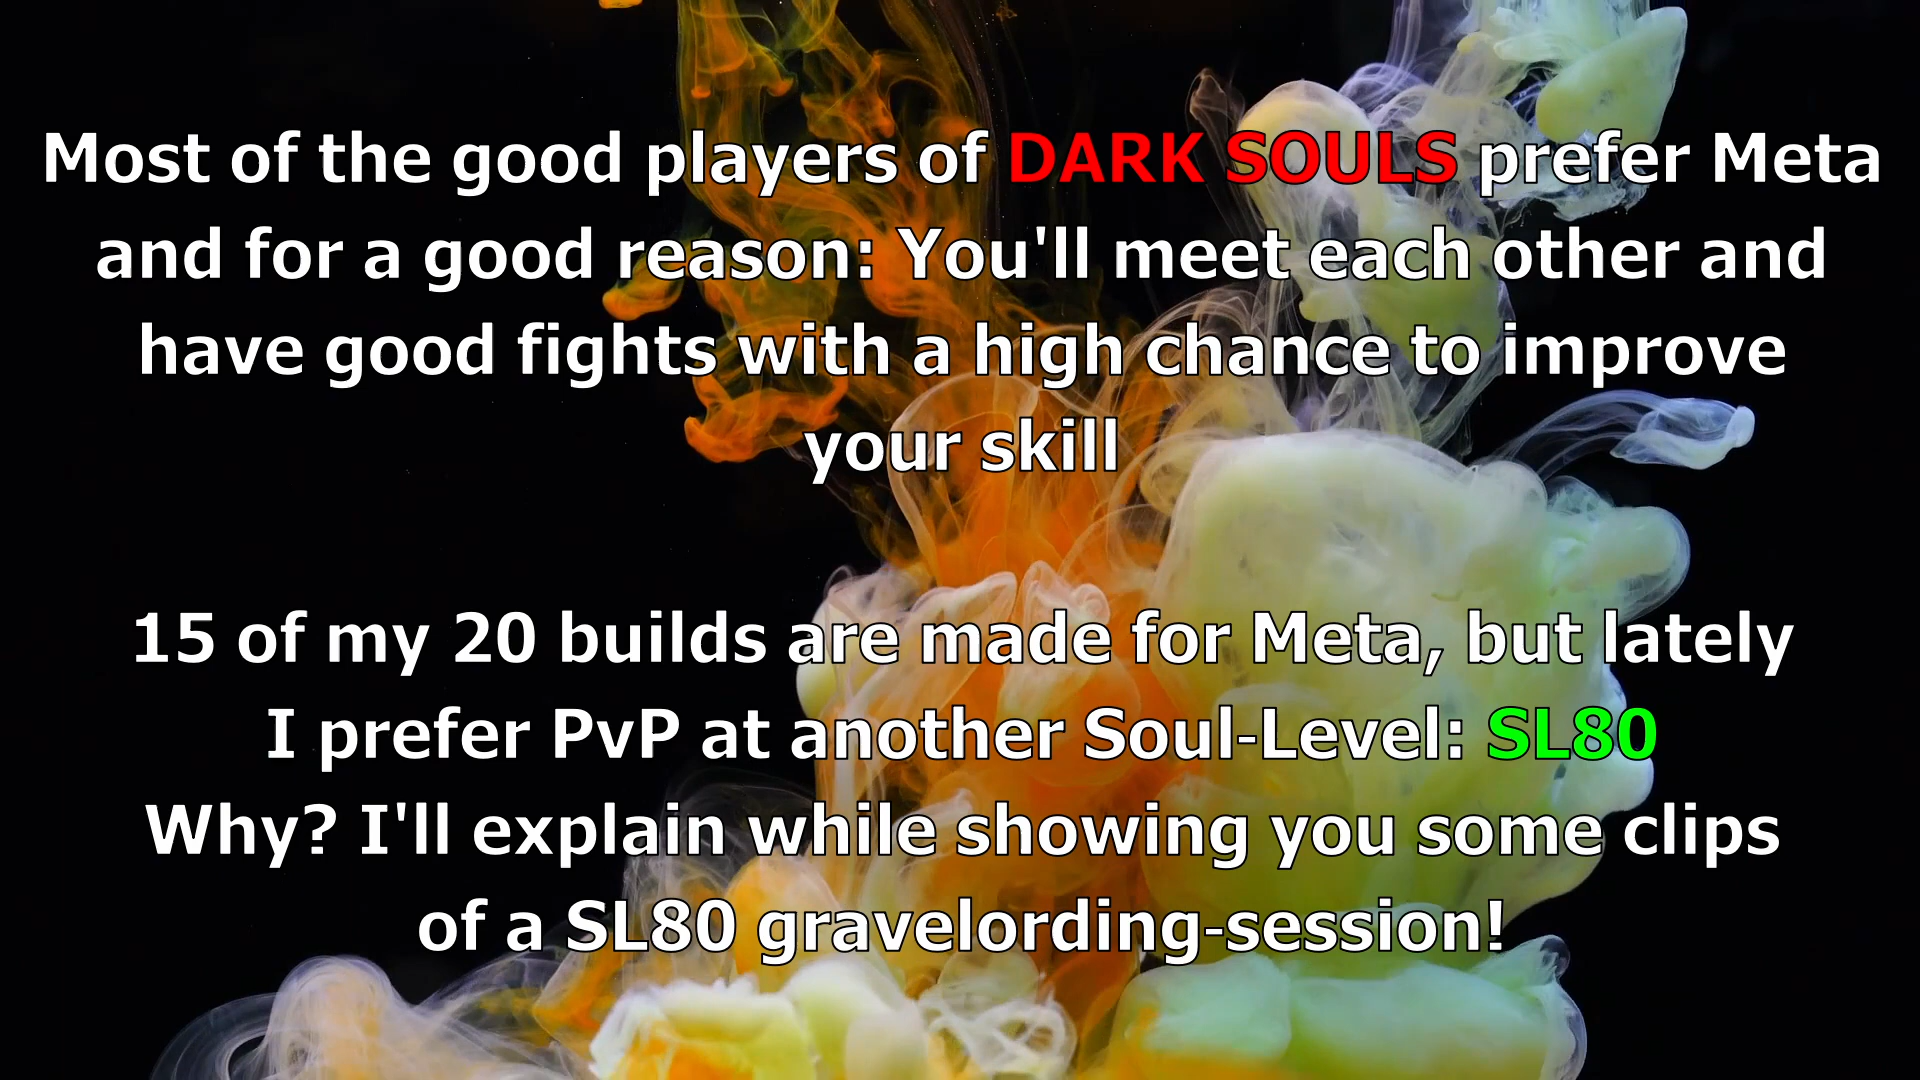 Most of the good players of DARK SOULS prefer Meta
and for a good reason: You'll meet each other and
have good fights with a high chance to improve
your skill
15 of my 20 builds are made for Meta, but lately
I prefer PvP at another Soul-Level: SL80
Why? I'll explain while showing you some clips
of a SL80 gravelording-session!